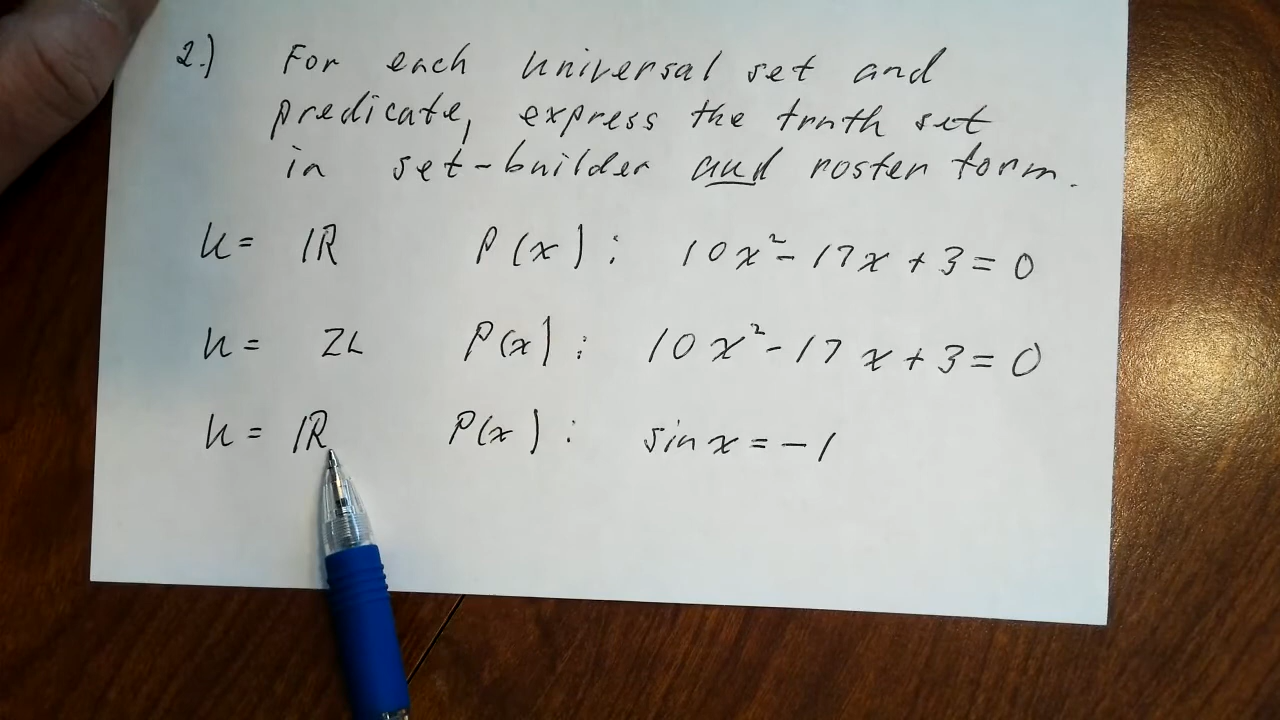 2.) For each universal set and
predicate, express the truth set
in set-builder and roster form.
U = ℝ P(x) : 10x² - 17x + 3 = 0
U = ℤ P(x) : 10x² - 17x + 3 = 0
U = ℝ P(x) : sin x = -1